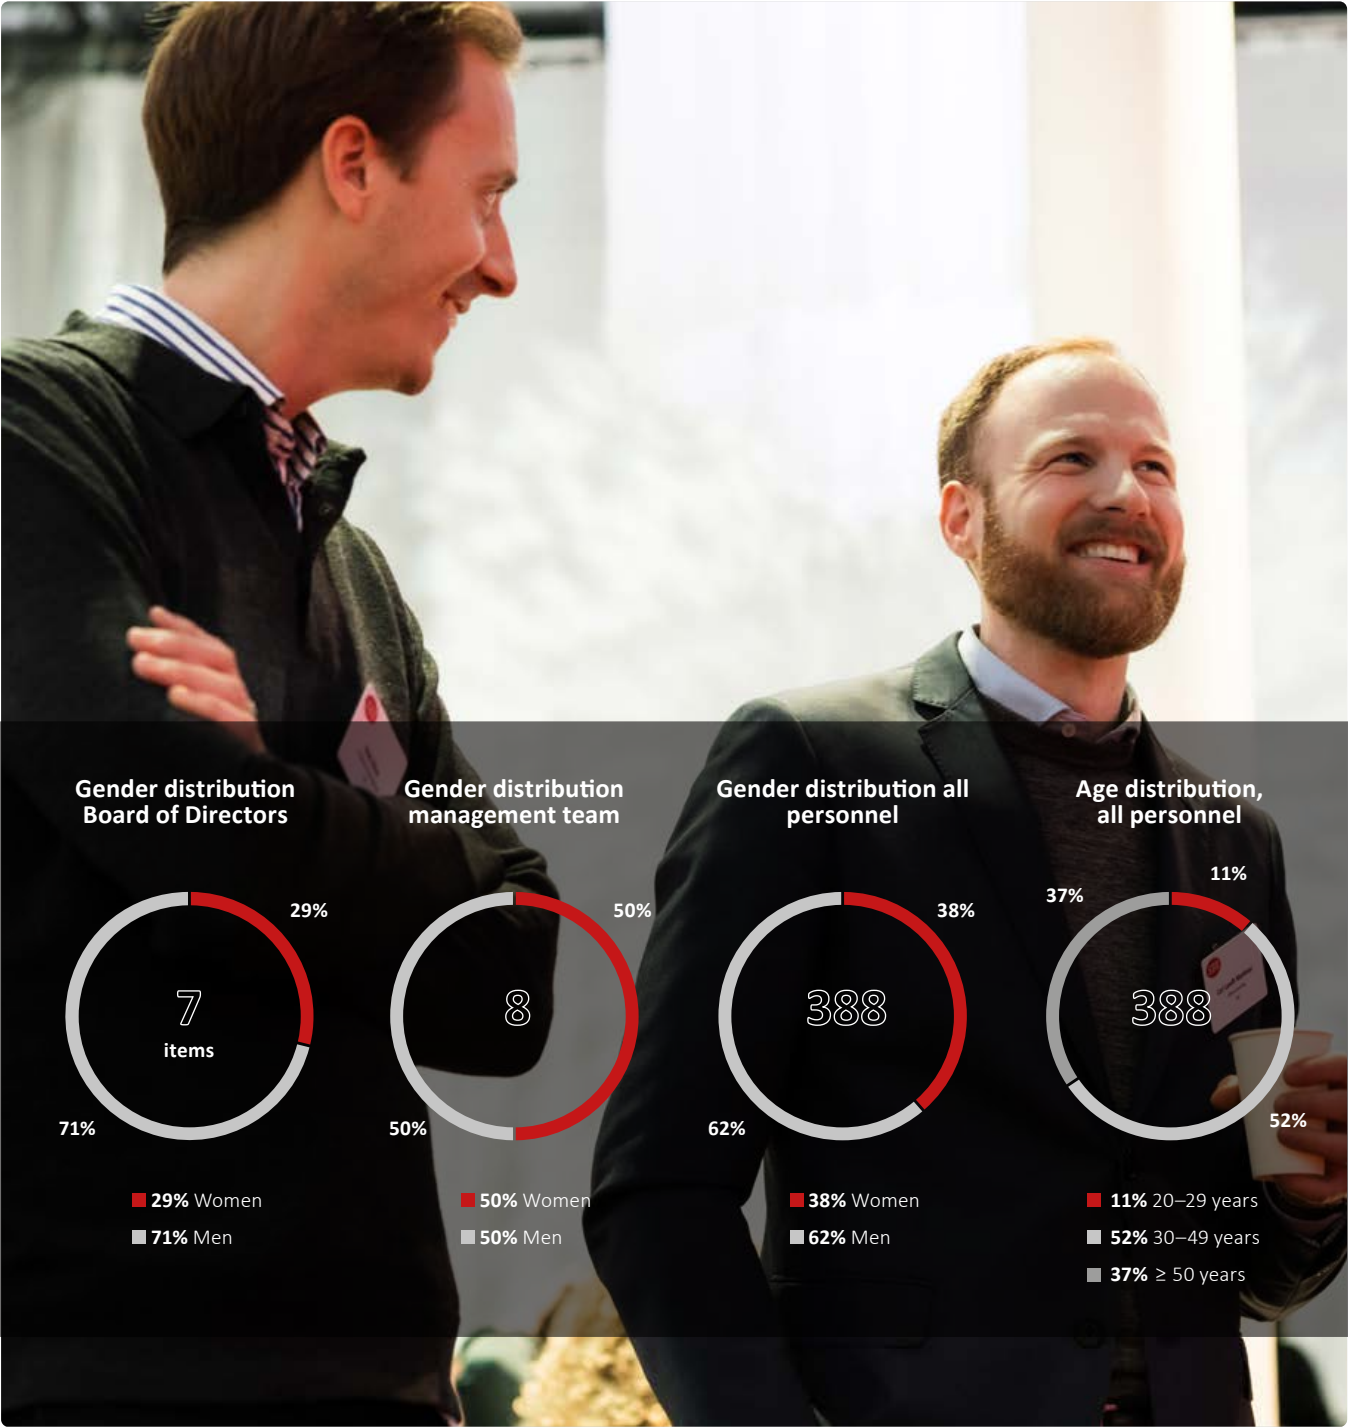 Gender distribution
Board of Directors
29%
7
items
71%
29% Women
71% Men
Gender distribution
management team
50%
8
50%
50% Women
50% Men
Gender distribution all
personnel
38%
388
62%
38% Women
62% Men
Age distribution,
all personnel
11%
37%
388
52%
11% 20–29 years
52% 30–49 years
37% ≥ 50 years